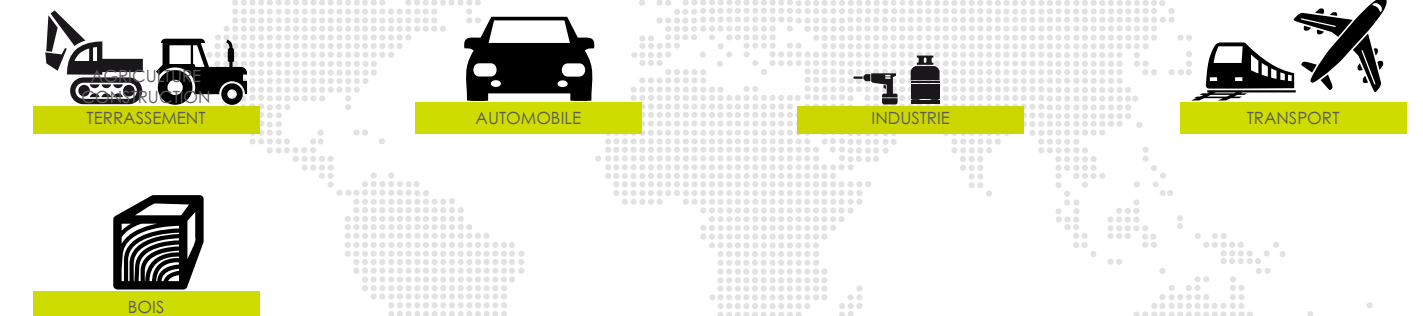 AGRICULTURE
CONSTRUCTION
TERRASSEMENT
AUTOMOBILE
INDUSTRIE
TRANSPORT
BOIS